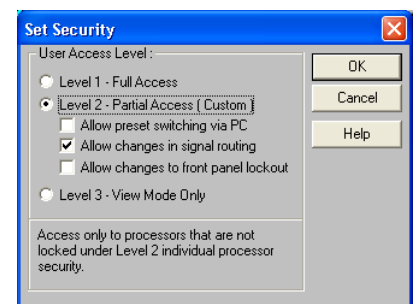 Set Security
User Access Level :
Level 1 - Full Access
Level 2 - Partial Access ( Custom )
Allow preset switching via PC
Allow changes in signal routing
Allow changes to front panel lockout
Level 3 - View Mode Only
Access only to processors that are not
locked under Level 2 individual processor
security.
OK
Cancel
Help